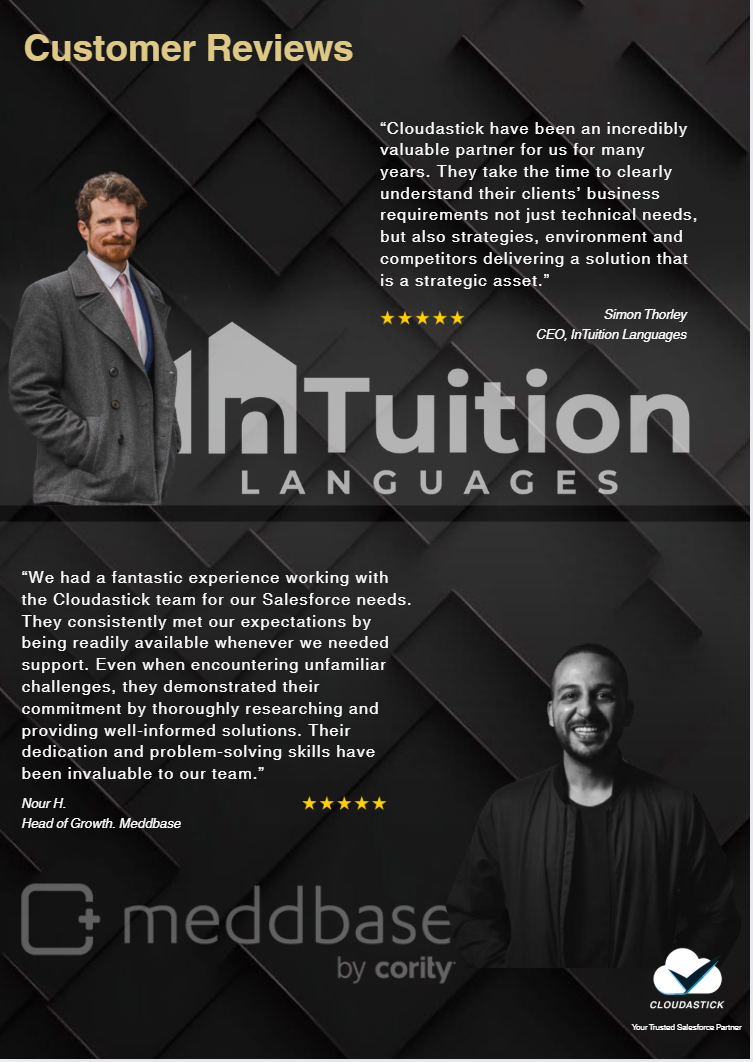 Customer Reviews
“Cloudastick have been an incredibly
valuable partner for us for many
years. They take the time to clearly
understand their clients’ business
requirements not just technical needs,
but also strategies, environment and
competitors delivering a solution that
is a strategic asset.”
Simon Thorley
CEO, InTuition Languages
InTuition
LANGUAGES
“We had a fantastic experience working with
the Cloudastick team for our Salesforce needs.
They consistently met our expectations by
being readily available whenever we needed
support. Even when encountering unfamiliar
challenges, they demonstrated their
commitment by thoroughly researching and
providing well-informed solutions. Their
dedication and problem-solving skills have
been invaluable to our team.”
Nour H.
Head of Growth. Meddbase
meddbase
by cority
CLOUDASTICK
Your Trusted Salesforce Partner